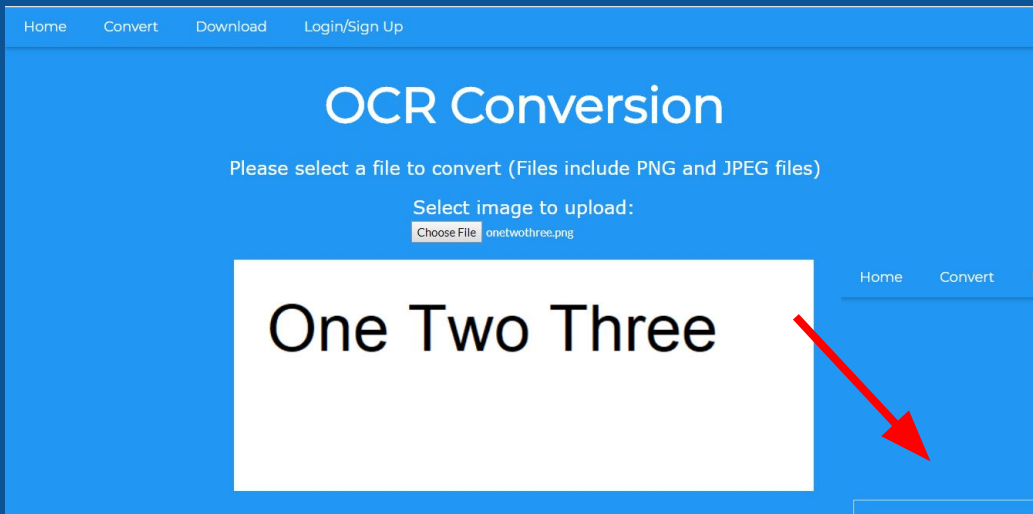 Home Convert Download Login/Sign Up
OCR Conversion
Please select a file to convert (Files include PNG and JPEG files)
Select image to upload:
Choose File onetwothree.png
One Two Three
Home Convert